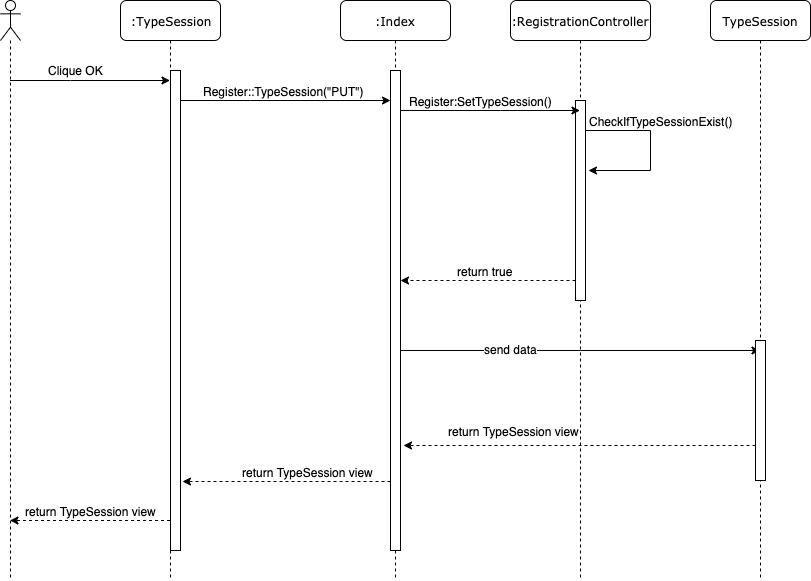 :TypeSession
:Index
:RegistrationController
TypeSession
Clique OK
Register::TypeSession("PUT")
Register:SetTypeSession()
CheckIfTypeSessionExist()
return true
send data
return TypeSession view
return TypeSession view
return TypeSession view